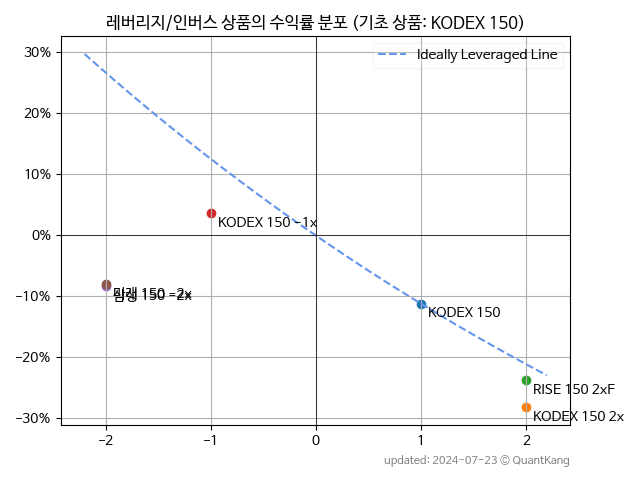 레버리지/인버스 상품의 수익률 분포 (기초 상품: KODEX 150)
30%
20%
10%
0%
−10%
−20%
−30%
Ideally Leveraged Line
KODEX 150 -1x
150 -2x
KODEX 150
RISE 150 2xF
KODEX 150 2x
−2
−1
0
1
2
updated: 2024-07-23 © QuantKang